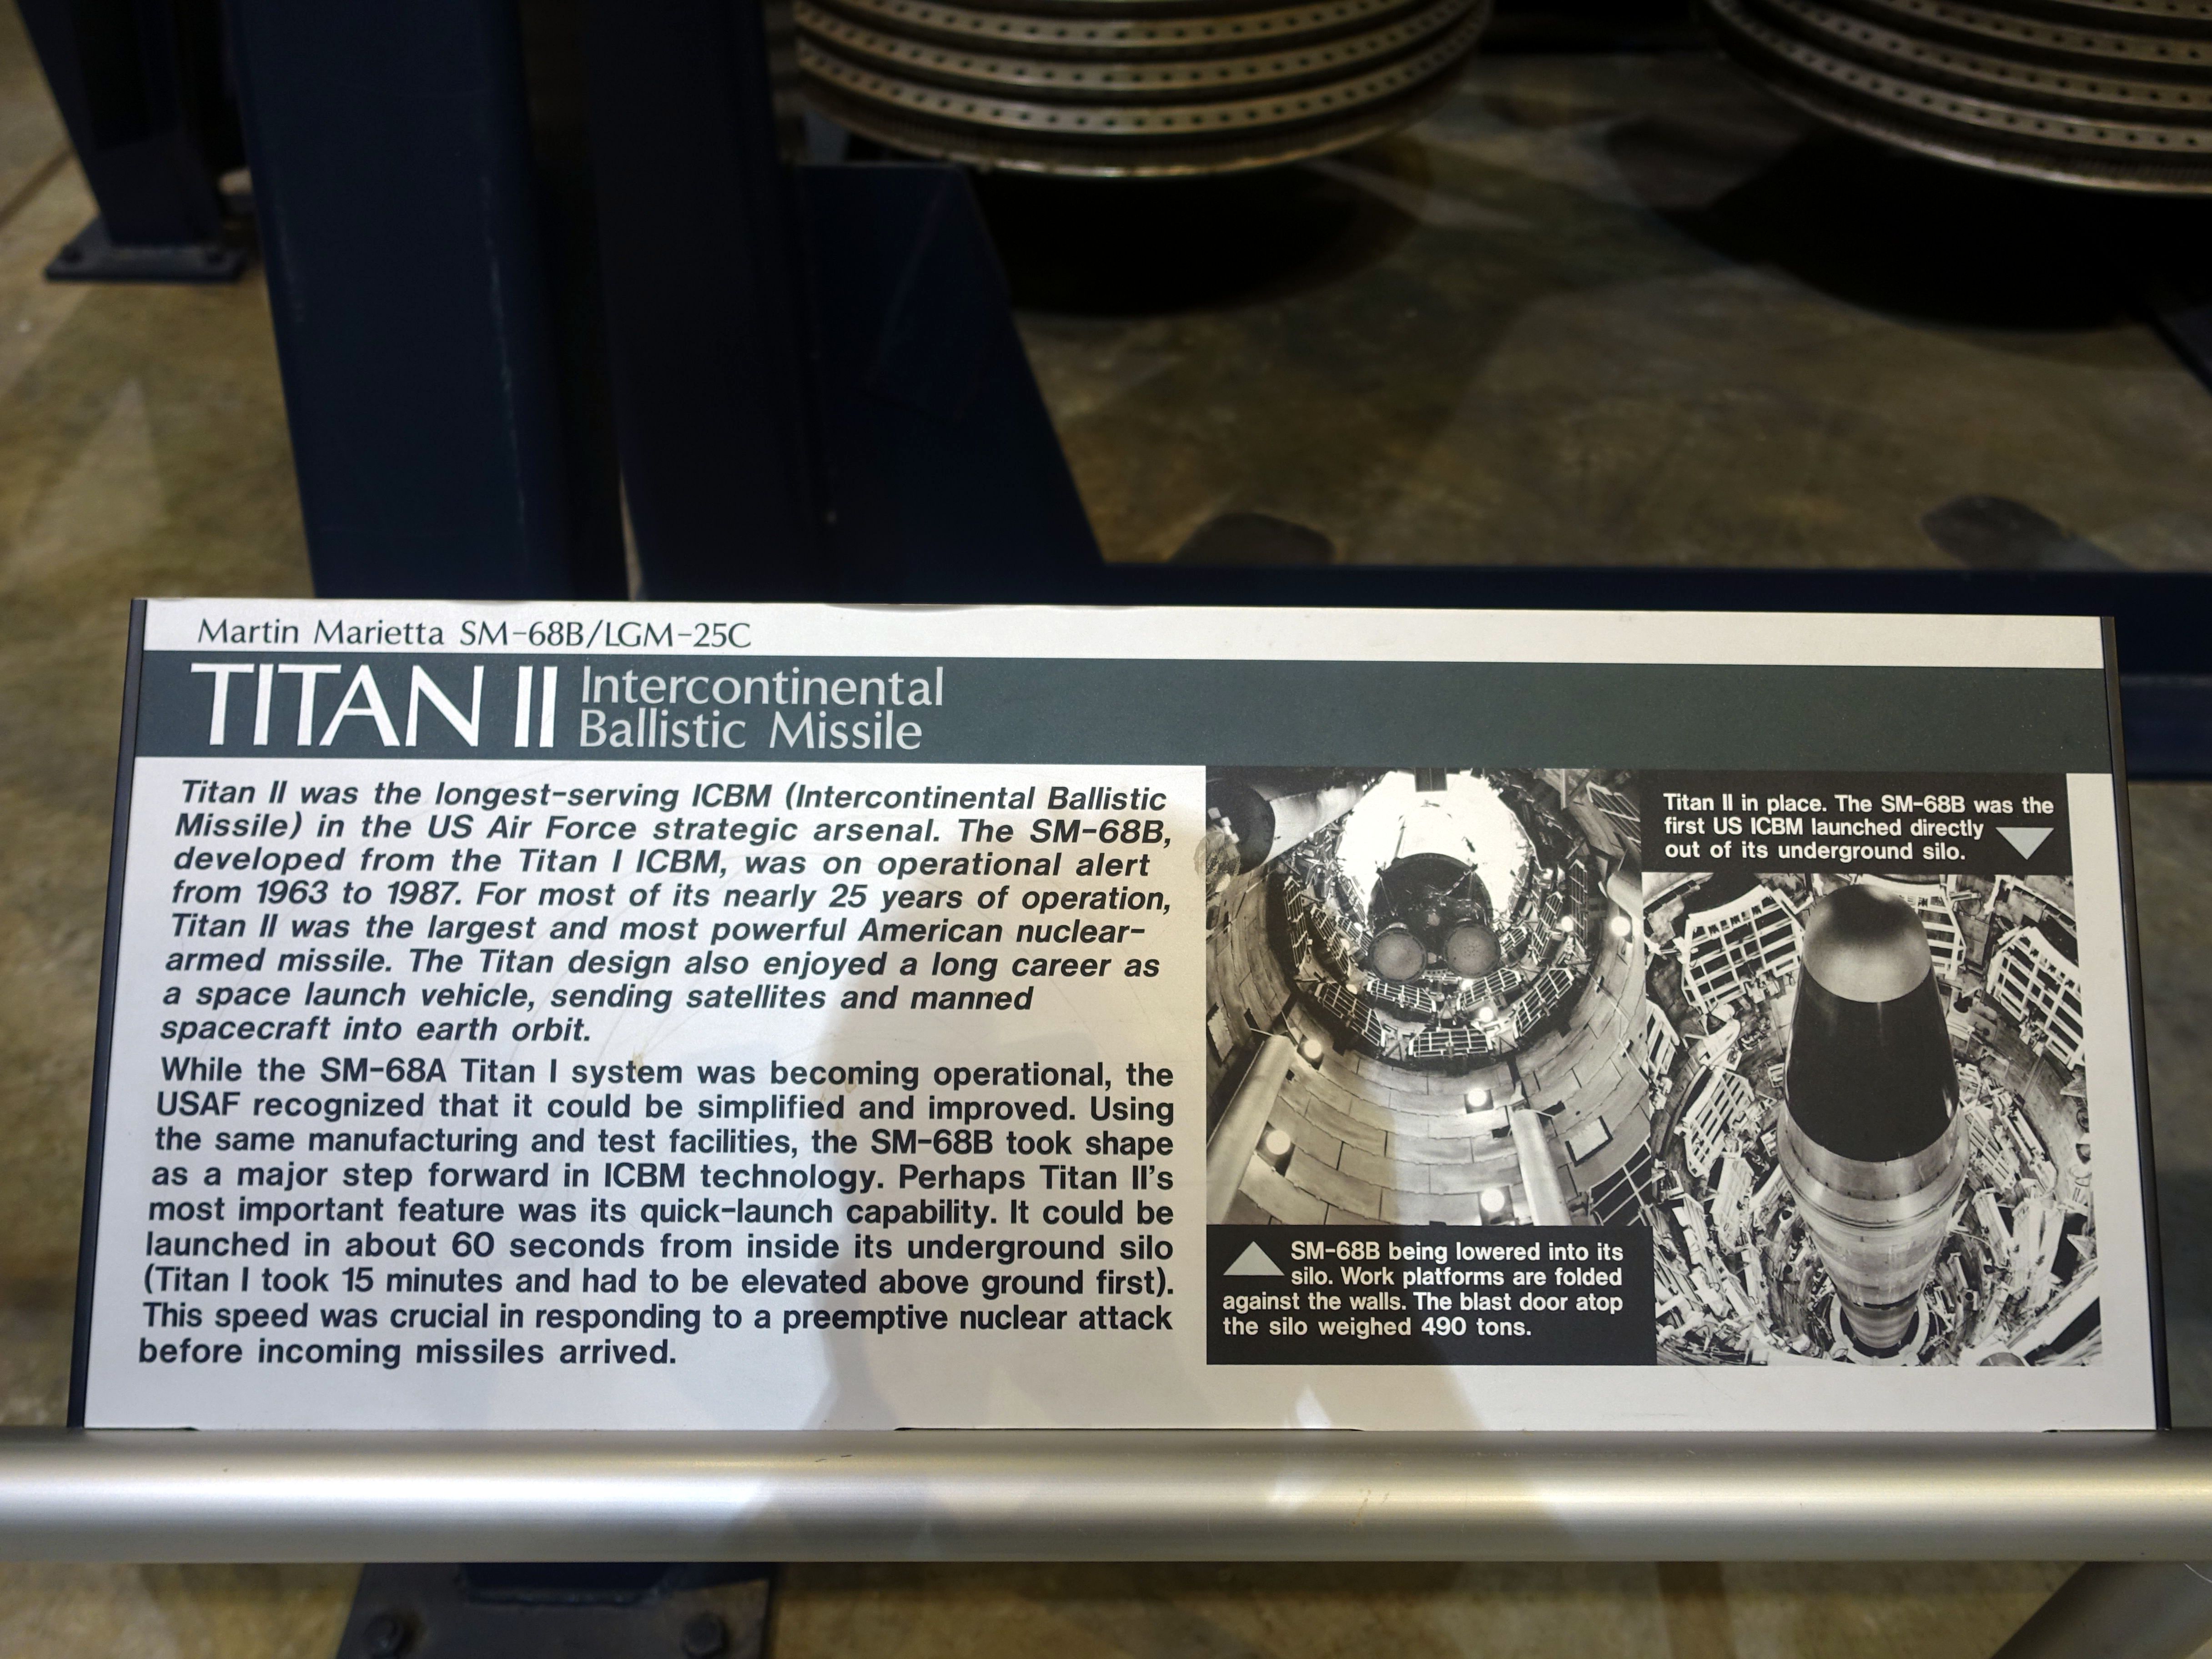 Martin Marietta SM-68B/LGM-25C
TITAN II Intercontinental
Ballistic Missile
Titan II was the longest-serving ICBM (Intercontinental Ballistic
Missile) in the US Air Force strategic arsenal. The SM-68B,
developed from the Titan I ICBM, was on operational alert
from 1963 to 1987. For most of its nearly 25 years of operation,
Titan II was the largest and most powerful American nuclear-
armed missile. The Titan design also enjoyed a long career as
a space launch vehicle, sending satellites and manned
spacecraft into earth orbit.
While the SM-68A Titan I system was becoming operational, the
USAF recognized that it could be simplified and improved. Using
the same manufacturing and test facilities, the SM-68B took shape
as a major step forward in ICBM technology. Perhaps Titan II's
most important feature was its quick-launch capability. It could be
launched in about 60 seconds from inside its underground silo
(Titan I took 15 minutes and had to be elevated above ground first).
This speed was crucial in responding to a preemptive nuclear attack
before incoming missiles arrived.
SM-68B being lowered into its
silo. Work platforms are folded
against the walls. The blast door atop
the silo weighed 490 tons.
Titan II in place. The SM-68B was the
first US ICBM launched directly
out of its underground silo.